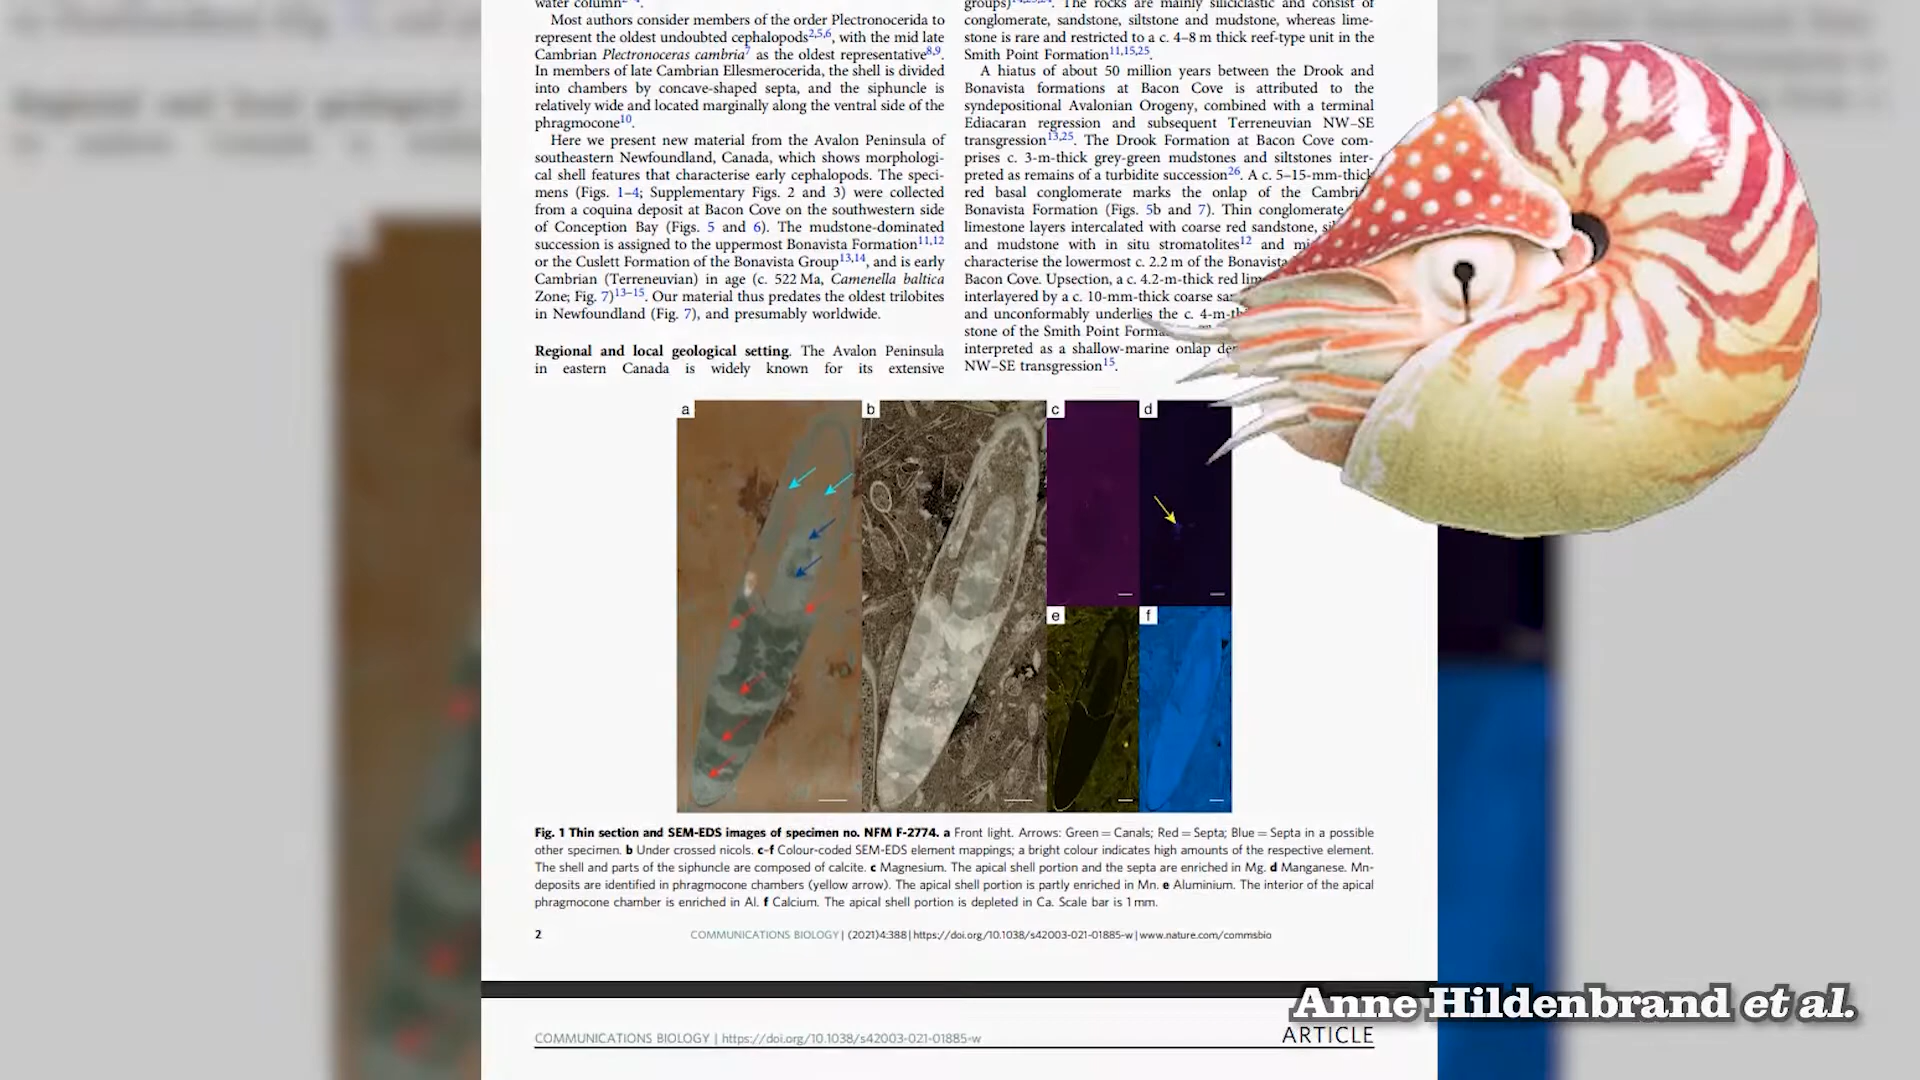 water column
Most authors consider members of the order Plectronocerida to
represent the oldest undoubted cephalopods2,5,6, with the mid late
Cambrian Plectronoceras cambria7 as the oldest representative8,9.
In members of late Cambrian Ellesmerocerida, the shell is divided
into chambers by concave-shaped septa, and the siphuncle is
relatively wide and located marginally along the ventral side of the
phragmocone10.
Here we present new material from the Avalon Peninsula of
southeastern Newfoundland, Canada, which shows morphologi-
cal shell features that characterise early cephalopods. The speci-
mens (Figs. 1–4; Supplementary Figs. 2 and 3) were collected
from a coquina deposit at Bacon Cove on the southwestern side
of Conception Bay (Figs. 5 and 6). The mudstone-dominated
succession is assigned to the uppermost Bonavista Formation11,12
or the Cuslett Formation of the Bonavista Group13,14, and is early
Cambrian (Terreneuvian) in age (c. 522 Ma, Camenella baltica
Zone; Fig. 7)13–15. Our material thus predates the oldest trilobites
in Newfoundland (Fig. 7), and presumably worldwide.
Regional and local geological setting. The Avalon Peninsula
in eastern Canada is widely known for its extensive
groups) The rocks are mainly siliciclastic and consist of
conglomerate, sandstone, siltstone and mudstone, whereas lime-
stone is rare and restricted to a c. 4–8 m thick reef-type unit in the
Smith Point Formation11,15,25.
A hiatus of about 50 million years between the Drook and
Bonavista formations at Bacon Cove is attributed to the
syndepositional Avalonian Orogeny, combined with a terminal
Ediacaran regression and subsequent Terreneuvian NW–SE
transgression13,25. The Drook Formation at Bacon Cove com-
prises c. 3-m-thick grey-green mudstones and siltstones inter-
preted as remains of a turbidite succession26. A c. 5–15-mm-thick
red basal conglomerate marks the onlap of the
Bonavista Formation (Figs. 5b and 7). Thin conglomerate
limestone layers intercalated with coarse red sandstone,
and mudstone with in situ stromatolites12 and
characterise the lowermost c. 2.2 m of the Bonavista
Bacon Cove. Upsection, a c. 4.2-m-thick red
interlayered by a c. 10-mm-thick coarse
and unconformably underlies the c.
stone of the Smith Point
interpreted as a shallow-marine onlap
NW–SE transgression15.
a b c d
e f
Fig. 1 Thin section and SEM-EDS images of specimen no. NFM F-2774. a Front light. Arrows: Green = Canals; Red = Septa; Blue = Septa in a possible
other specimen. b Under crossed nicols. c–f Colour-coded SEM-EDS element mappings; a bright colour indicates high amounts of the respective element.
The shell and parts of the siphuncle are composed of calcite. c Magnesium. The apical shell portion and the septa are enriched in Mg. d Manganese. Mn-
deposits are identified in phragmocone chambers (yellow arrow). The apical shell portion is partly enriched in Mn. e Aluminium. The interior of the apical
phragmocone chamber is enriched in Al. f Calcium. The apical shell portion is depleted in Ca. Scale bar is 1 mm.
2 COMMUNICATIONS BIOLOGY | (2021)4:388 | https://doi.org/10.1038/s42003-021-01885-w | www.nature.com/commsbio
Anne Hildenbrand et al.
COMMUNICATIONS BIOLOGY | https://doi.org/10.1038/s42003-021-01885-w ARTICLE